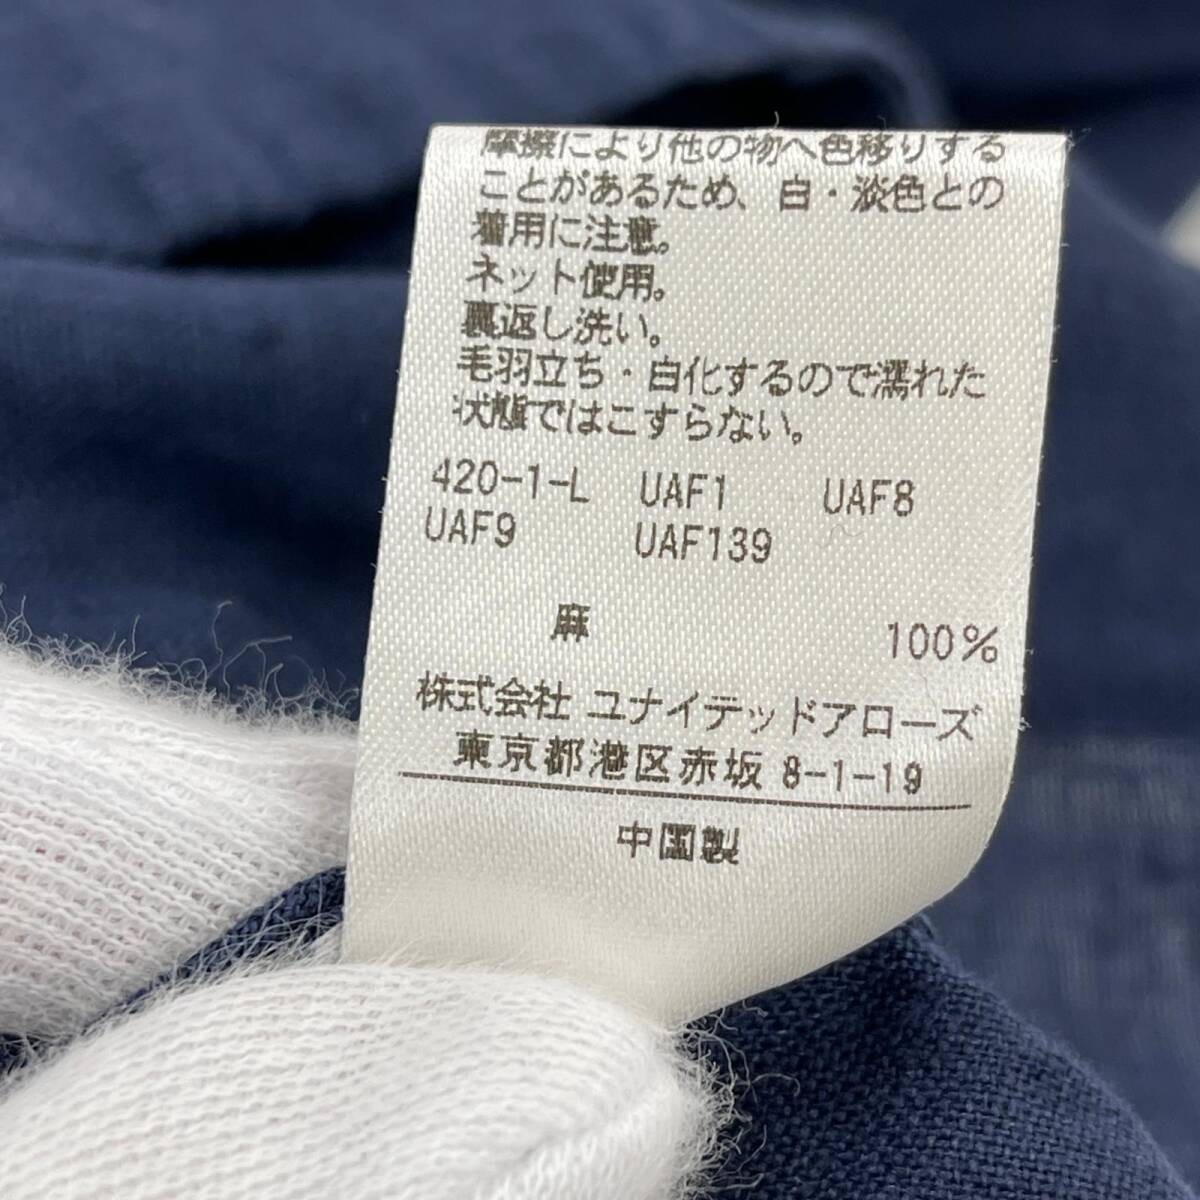 摩擦により他の物へ色移りする
ことがあるため、白・淡色との
着用に注意。
ネット使用。
裏返し洗い。
毛羽立ち・白化するので濡れた
状態ではこすらない。
420-1-L UAF1 UAF8
UAF9 UAF139
麻 100%
株式会社 ユナイテッドアローズ
東京都港区赤坂 8-1-19
中国製